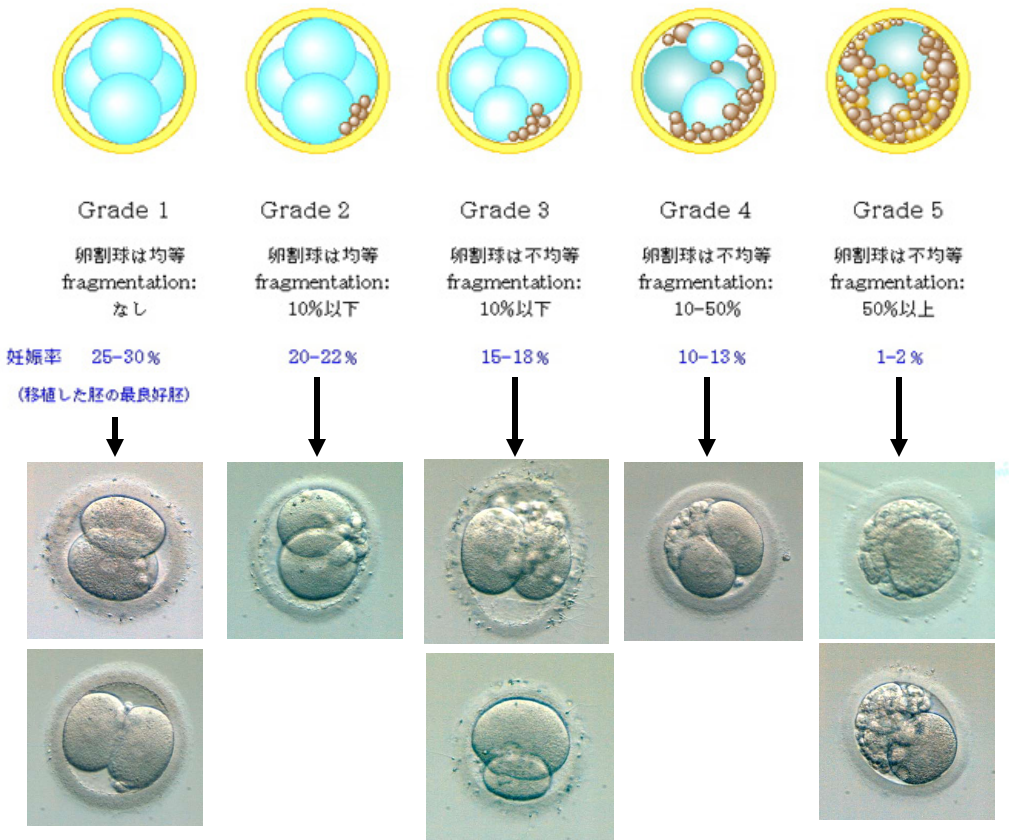 Grade 1
卵割球は均等
fragmentation:
なし
Grade 2
卵割球は均等
fragmentation:
10%以下
Grade 3
卵割球は不均等
fragmentation:
10%以下
Grade 4
卵割球は不均等
fragmentation:
10-50%
Grade 5
卵割球は不均等
fragmentation:
50%以上
妊娠率 25-30% 20-22% 15-18% 10-13% 1-2%
(移植した胚の最良好胚)